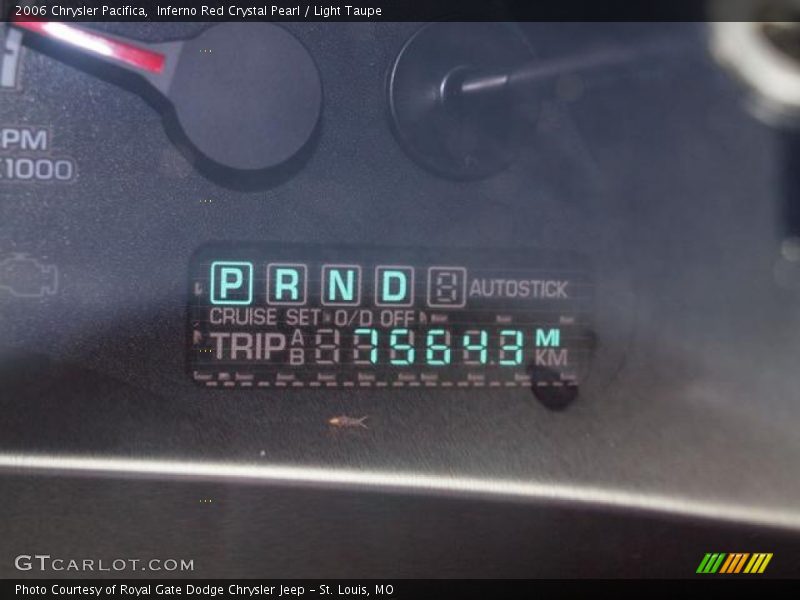 2006 Chrysler Pacifica,  Inferno Red Crystal Pearl / Light Taupe
PM
1000
P R N D AUTOSTICK
CRUISE SET O/D OFF
TRIP A B 75643 MI KM
GTCARLOT.COM
Photo Courtesy of Royal Gate Dodge Chrysler Jeep - St. Louis, MO